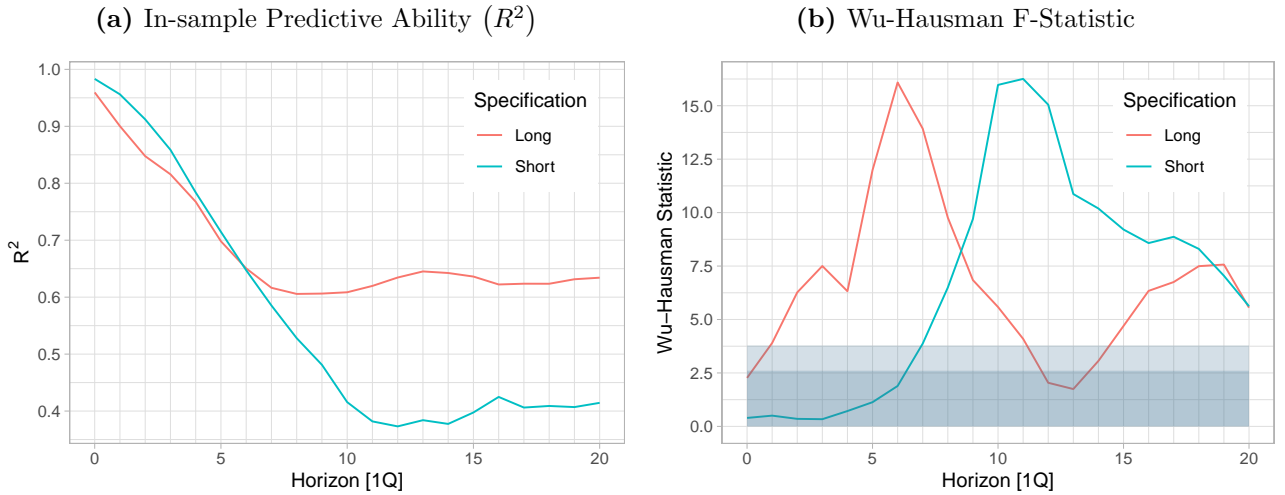 (a) In-sample Predictive Ability (R²)
1.0
0.9
0.8
0.7
0.6
0.5
0.4
R²
Specification
Long
Short
0 5 10 15 20
Horizon [1Q]
(b) Wu-Hausman F-Statistic
15.0
12.5
10.0
7.5
5.0
2.5
0.0
Wu–Hausman Statistic
Specification
Long
Short
0 5 10 15 20
Horizon [1Q]